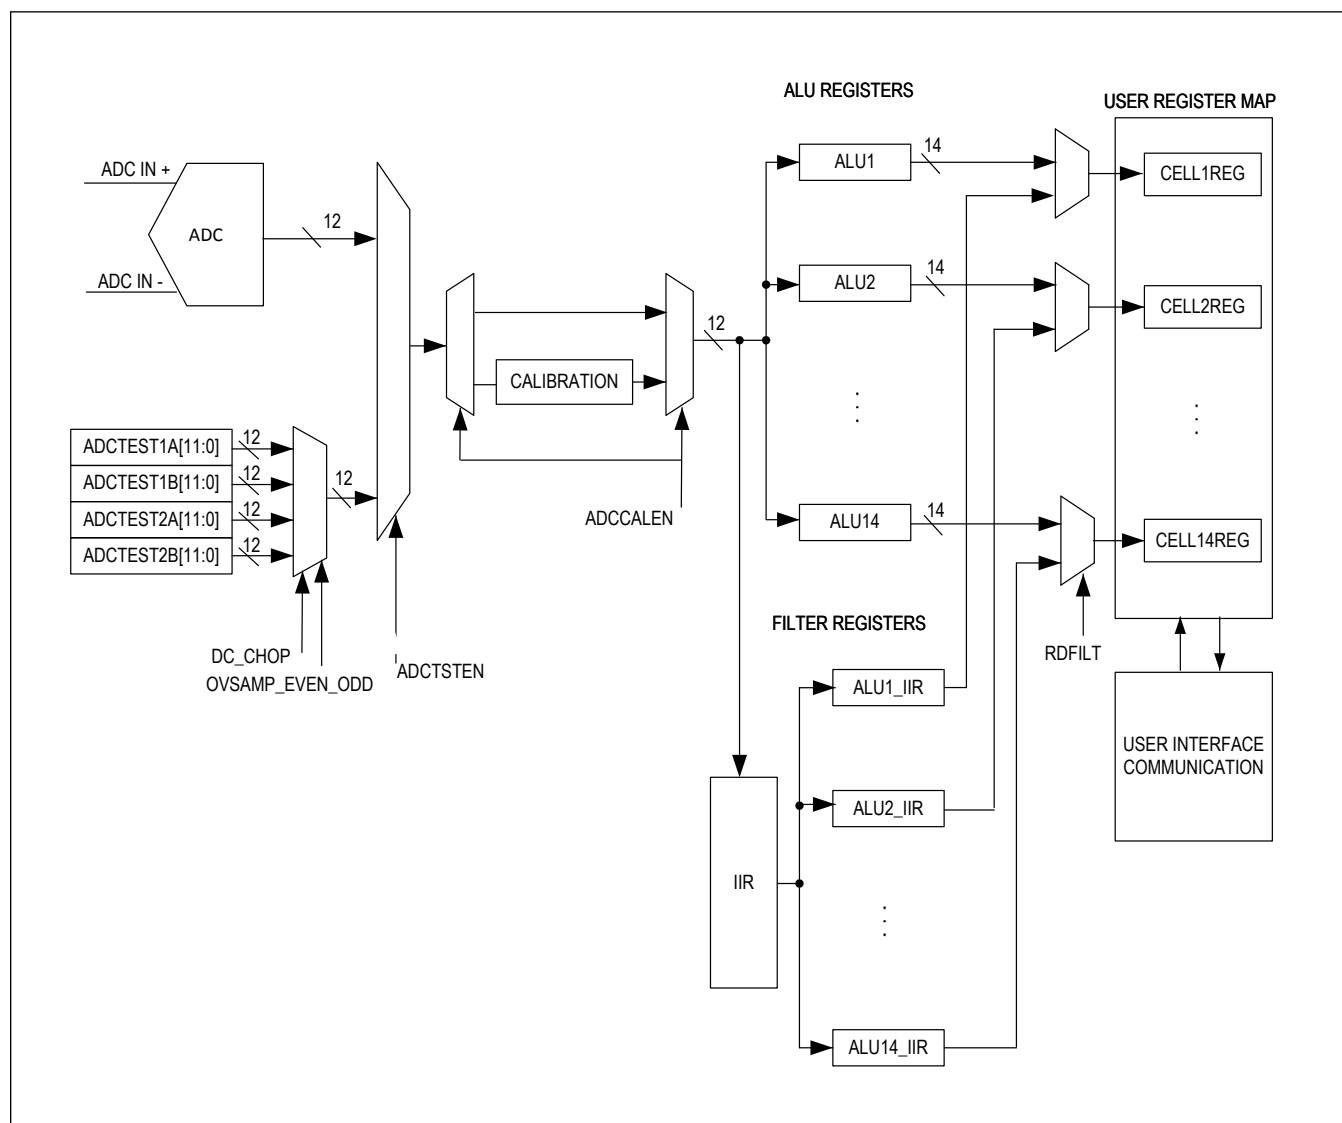 ALU REGISTERS
USER REGISTER MAP
ADC IN +
ADC
ADC IN -
12
ALU1
14
CELL1REG
ALU2
14
CELL2REG
12
CALIBRATION
ADCTEST1A[11:0]
12
ADCTEST1B[11:0]
12
ADCTEST2A[11:0]
12
ADCTEST2B[11:0]
12
12
ADCCALEN
ALU14
14
CELL14REG
DC_CHOP
OVSAMP_EVEN_ODD
ADCTSTEN
FILTER REGISTERS
RDFILT
ALU1_IIR
USER INTERFACE
COMMUNICATION
ALU2_IIR
IIR
ALU14_IIR